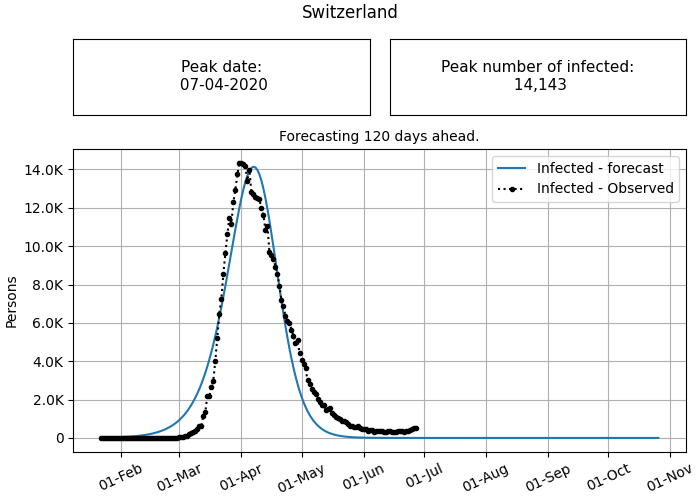 Switzerland
Peak date:
07-04-2020
Peak number of infected:
14,143
Forecasting 120 days ahead.
Infected - forecast
Infected - Observed
Persons
14.0K
12.0K
10.0K
8.0K
6.0K
4.0K
2.0K
0
01-Feb
01-Mar
01-Apr
01-May
01-Jun
01-Jul
01-Aug
01-Sep
01-Oct
01-Nov